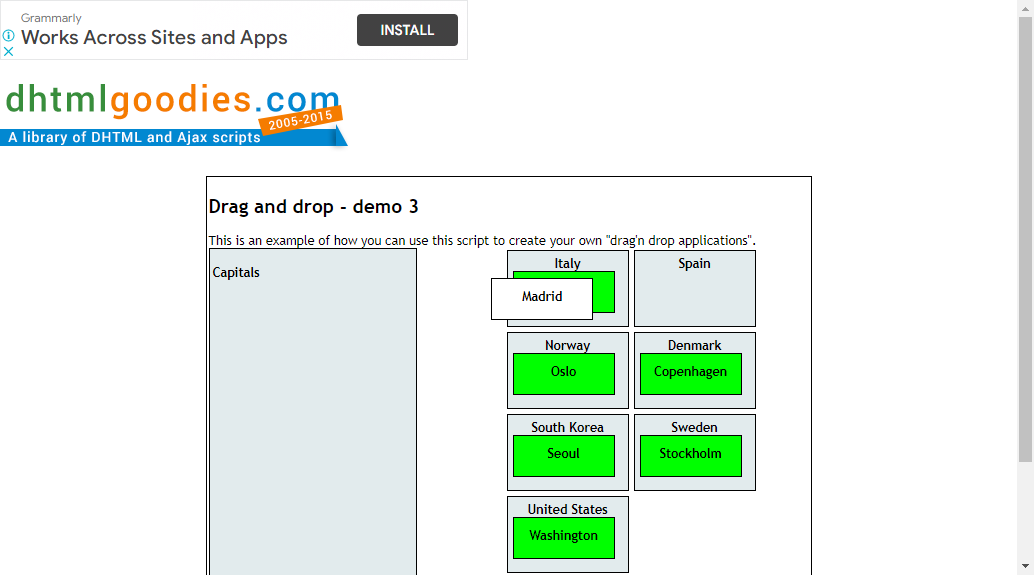 Grammarly
Works Across Sites and Apps
INSTALL
dhtmlgoodies.com
2005-2015
A library of DHTML and Ajax scripts
Drag and drop - demo 3
This is an example of how you can use this script to create your own "drag'n drop applications".
Capitals
Italy
Spain
Madrid
Norway
Denmark
Oslo
Copenhagen
South Korea
Sweden
Seoul
Stockholm
United States
Washington